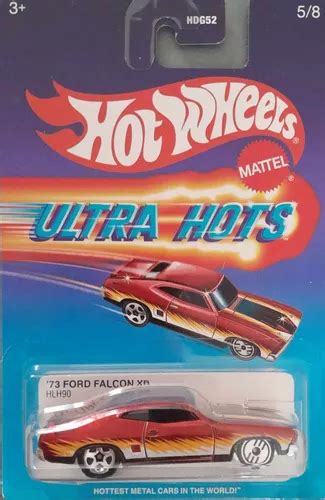 3+
HDG52
5/8
Hot Wheels
MATTEL
ULTRA HOTS
'73 FORD FALCON XB
HLH90
HOTTEST METAL CARS IN THE WORLD!™